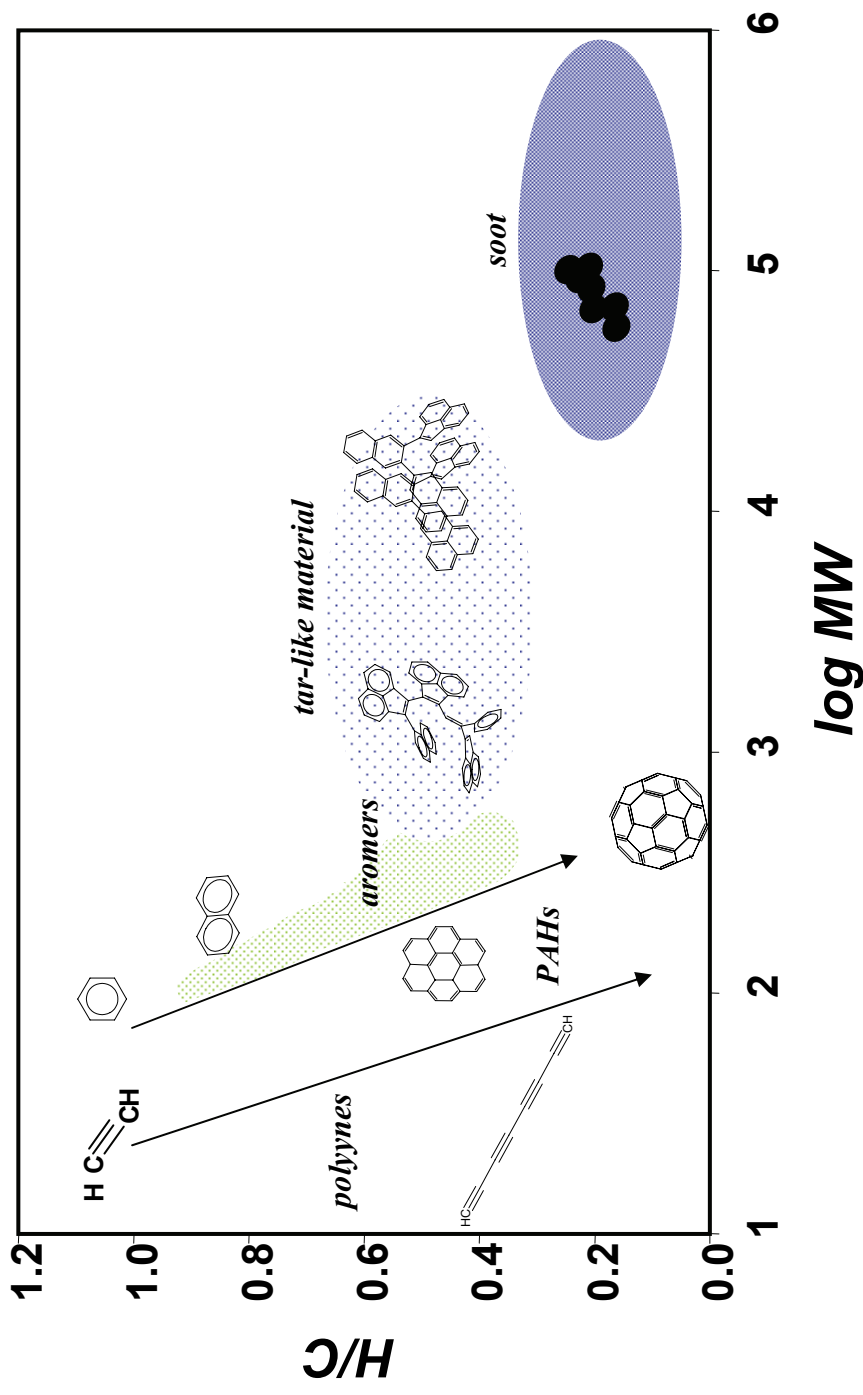 H/C
1.2
1.0
0.8
0.6
0.4
0.2
0.0
H C
CH
polyynes
HC
CH
PAHs
aromers
tar-like material
soot
1
2
3
4
5
6
log MW